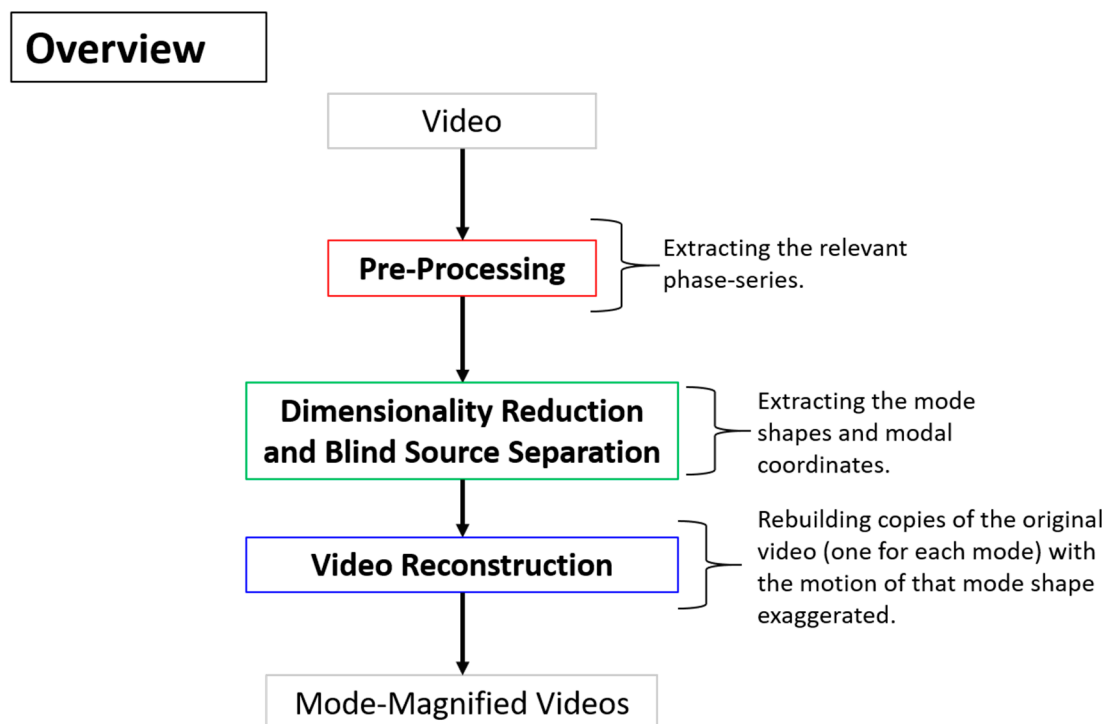 Overview
Video
Pre-Processing
Extracting the relevant
phase-series.
Dimensionality Reduction
and Blind Source Separation
Extracting the mode
shapes and modal
coordinates.
Video Reconstruction
Rebuilding copies of the original
video (one for each mode) with
the motion of that mode shape
exaggerated.
Mode-Magnified Videos